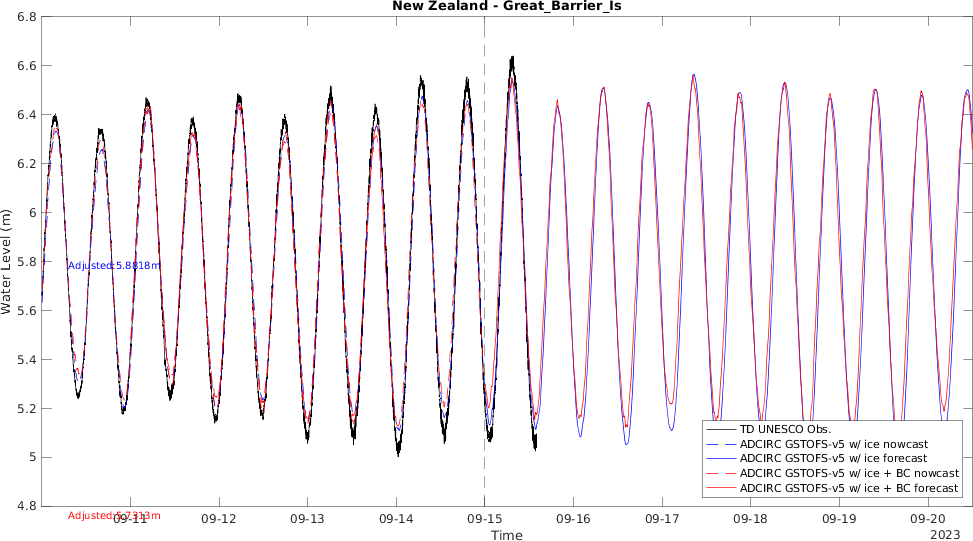 New Zealand - Great_Barrier_Is
Water Level (m)
6.8
6.6
6.4
6.2
6
5.8
5.6
5.4
5.2
5
4.8
Adjusted:5.8818m
Adjusted:5.7313m
TD UNESCO Obs.
ADCIRC GSTOFS-v5 w/ ice nowcast
ADCIRC GSTOFS-v5 w/ ice forecast
ADCIRC GSTOFS-v5 w/ ice + BC nowcast
ADCIRC GSTOFS-v5 w/ ice + BC forecast
09-11 09-12 09-13 09-14 09-15 09-16 09-17 09-18 09-19 09-20
Time
2023